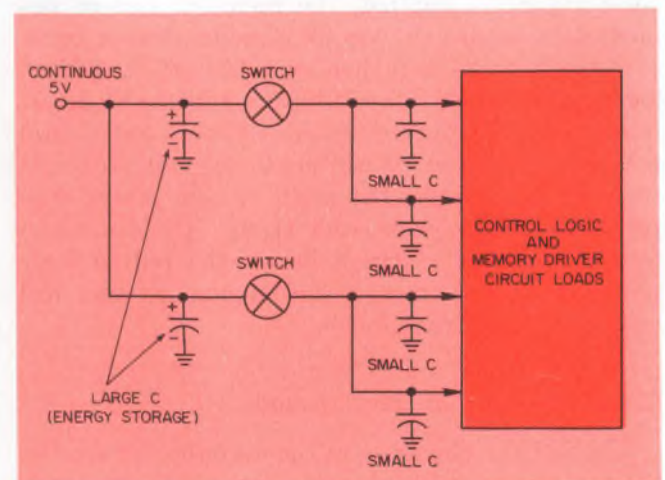 CONTINUOUS
5V
SWITCH
+
-
SMALL C
SMALL C
CONTROL LOGIC
AND
MEMORY DRIVER
CIRCUIT LOADS
SWITCH
+
-
SMALL C
LARGE C
(ENERGY STORAGE)
SMALL C